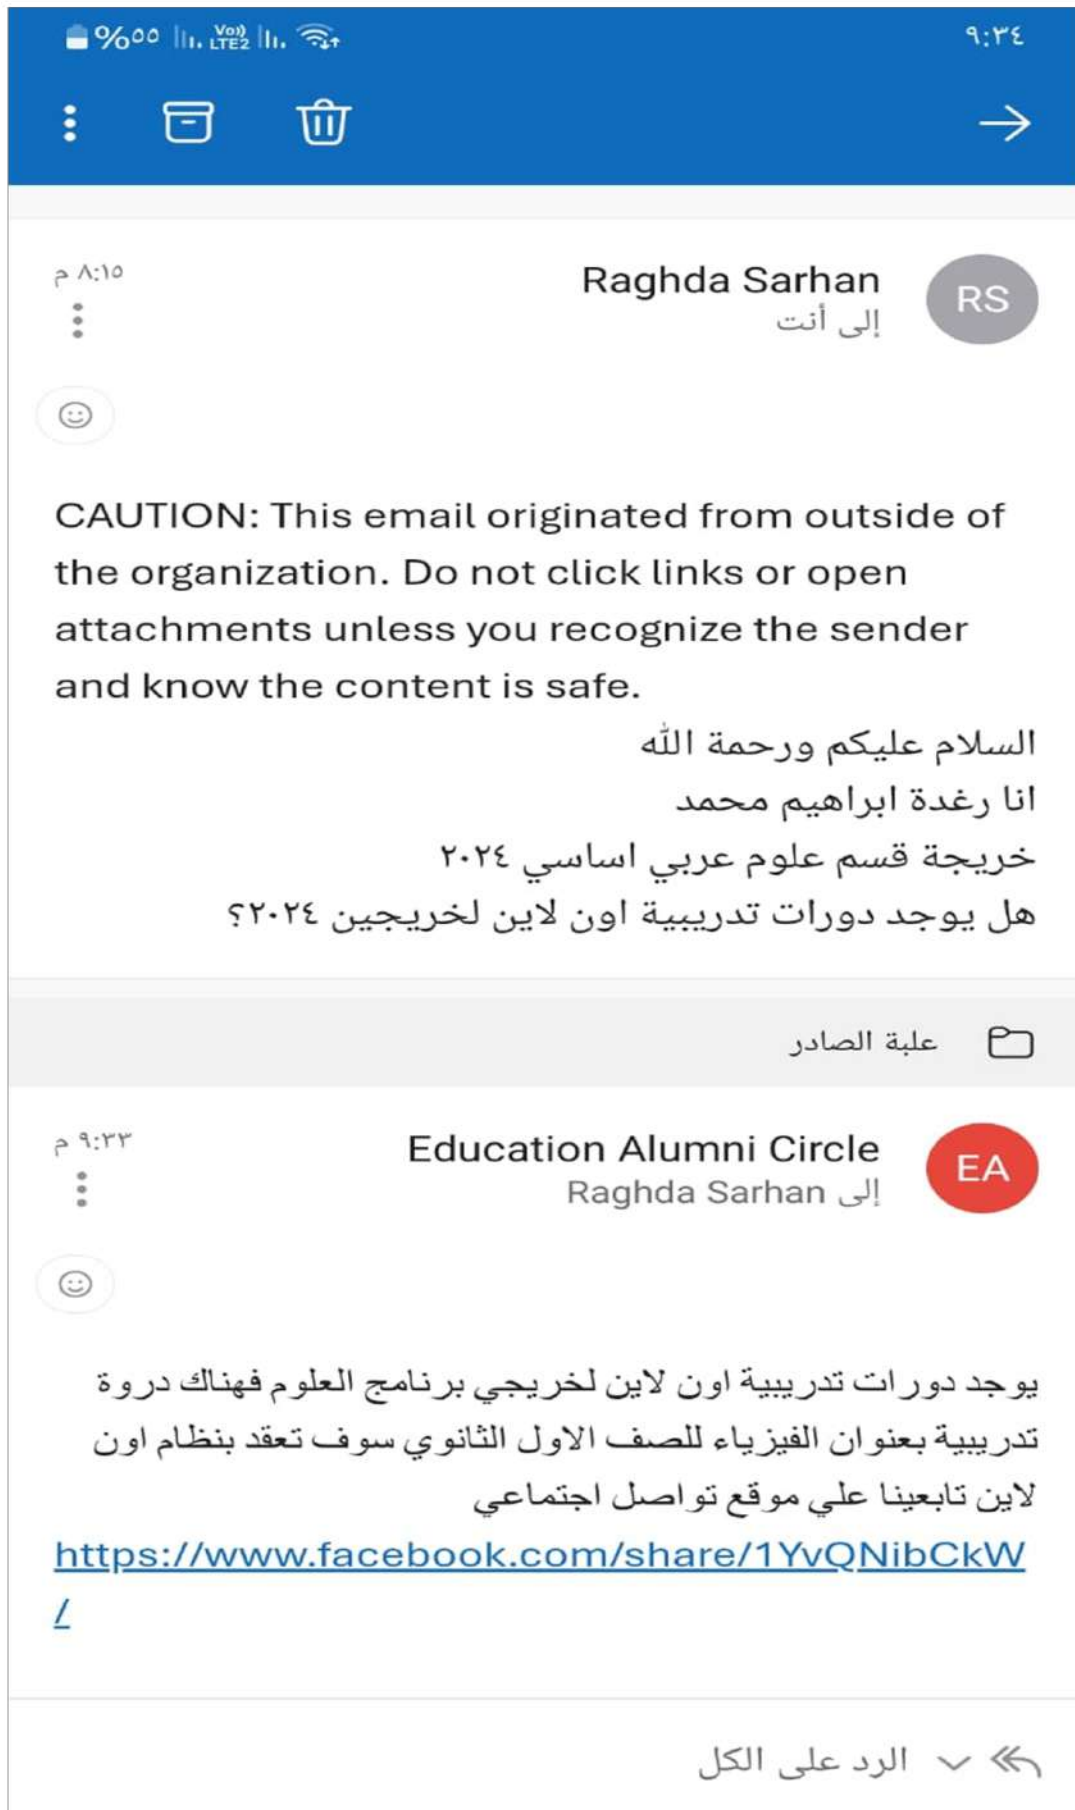 ٩:٣٤
%٥٥ Vo)) LTE2
Raghda Sarhan
RS
٨:١٥ م
إلى أنت
CAUTION: This email originated from outside of
the organization. Do not click links or open
attachments unless you recognize the sender
and know the content is safe.
السلام عليكم ورحمة الله
انا رغدة ابراهيم محمد
خريجة قسم علوم عربي اساسي ٢٠٢٤
هل يوجد دورات تدريبية اون لاين لخريجين ٢٠٢٤؟
علبة الصادر
Education Alumni Circle
EA
٩:٣٣ م
إلى Raghda Sarhan
يوجد دورات تدريبية اون لاين لخريجي برنامج العلوم فهناك دروة
تدريبية بعنوان الفيزياء للصف الاول الثانوي سوف تعقد بنظام اون
لاين تابعينا علي موقع تواصل اجتماعي
https://www.facebook.com/share/1YvQNibCkW
/
الرد على الكل